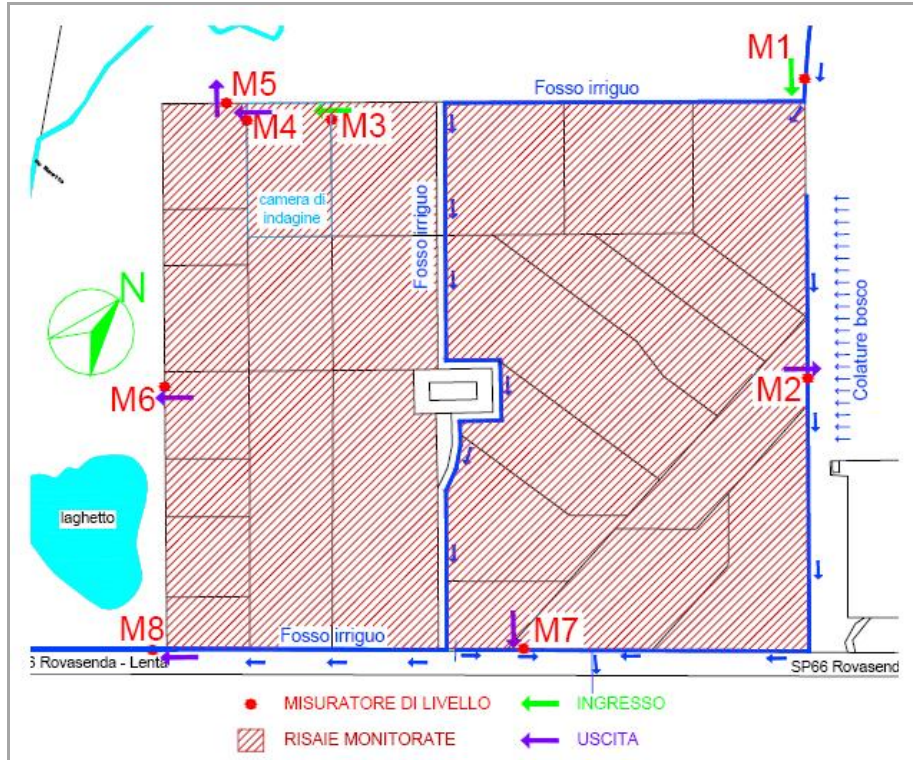 M1
Fosso irriguo
M5
M4
M3
camera di
indagine
Fosso irriguo
N
Colature bosco
M6
M2
laghetto
M8
Fosso irriguo
M7
6 Rovasenda - Lenta
SP66 Rovasend
MISURATORE DI LIVELLO
INGRESSO
RISAIE MONITORATE
USCITA